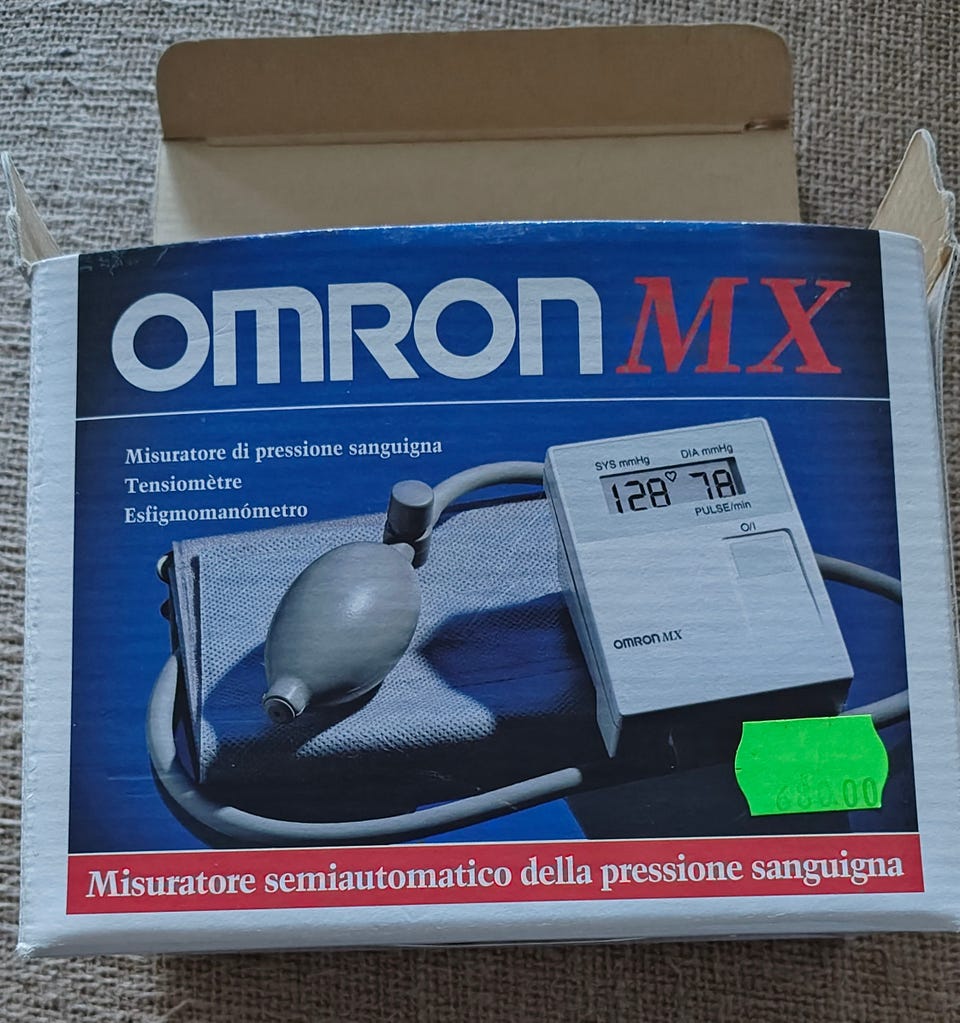 OMRON MX
Misuratore di pressione sanguigna
Tensiomètre
Esfigmomanómetro
SYS mmHg DIA mmHg
128 78
PULSE/min
O/I
OMRON MX
Misuratore semiautomatico della pressione sanguigna